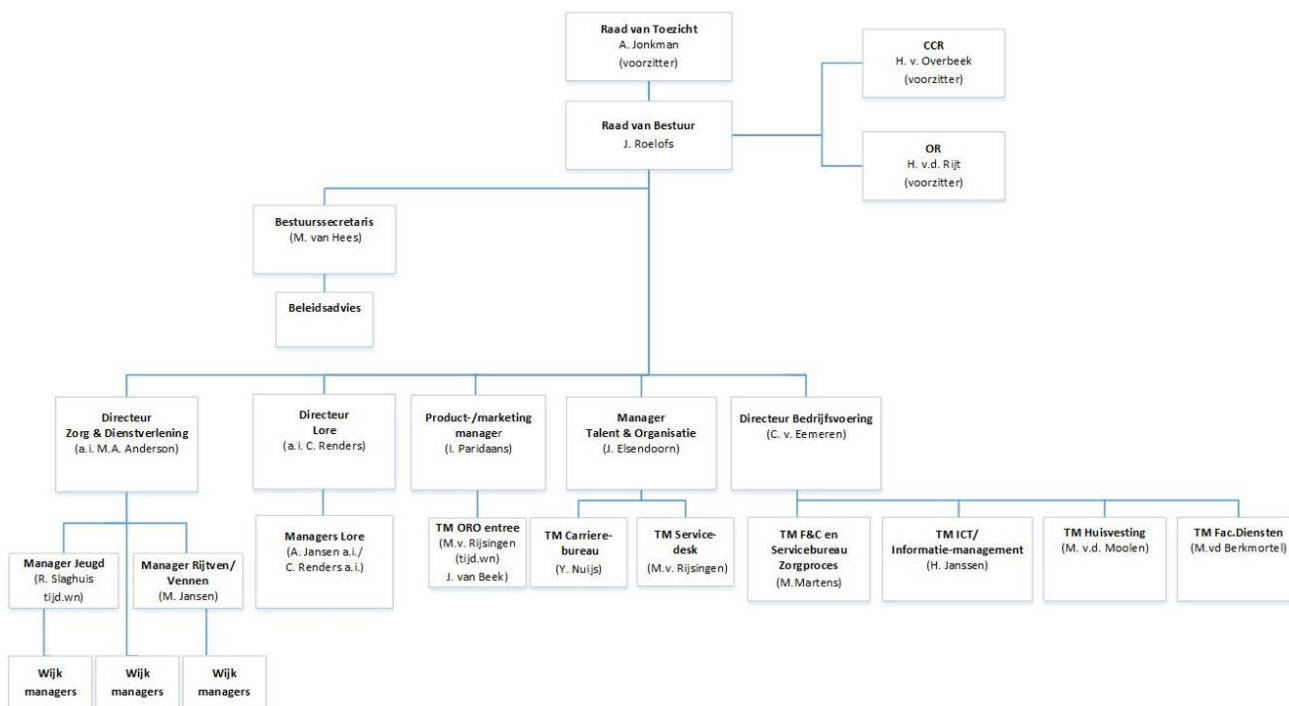 Raad van Toezicht
A. Jonkman
(voorzitter)
CCR
H. v. Overbeek
(voorzitter)
Raad van Bestuur
J. Roelofs
OR
H. v.d. Rijt
(voorzitter)
Bestuurssecretaris
(M. van Hees)
Beleidsadvies
Directeur
Zorg & Dienstverlening
(a.i. M.A. Anderson)
Directeur
Lore
(a.i. C. Renders)
Product-/marketing
manager
(I. Paridaans)
Manager
Talent & Organisatie
(J. Elsendoorn)
Directeur Bedrijfsvoering
(C. v. Eemeren)
Manager Jeugd
(R. Slaghuis
tijd.wn)
Manager Rijtven/
Vennen
(M. Jansen)
Managers Lore
(A. Jansen a.i./
C. Renders a.i.)
TM ORO entree
(M.v. Rijsingen
(tijd.wn)
J. van Beek)
TM Carriere-
bureau
(Y. Nuijs)
TM Service-
desk
(M.v. Rijsingen)
TM F&C en
Servicebureau
Zorgproces
(M.Martens)
TM ICT/
Informatie-management
(H. Janssen)
TM Huisvesting
(M. v.d. Moolen)
TM Fac.Diensten
(M.vd Berkmortel)
Wijk
managers
Wijk
managers
Wijk
managers